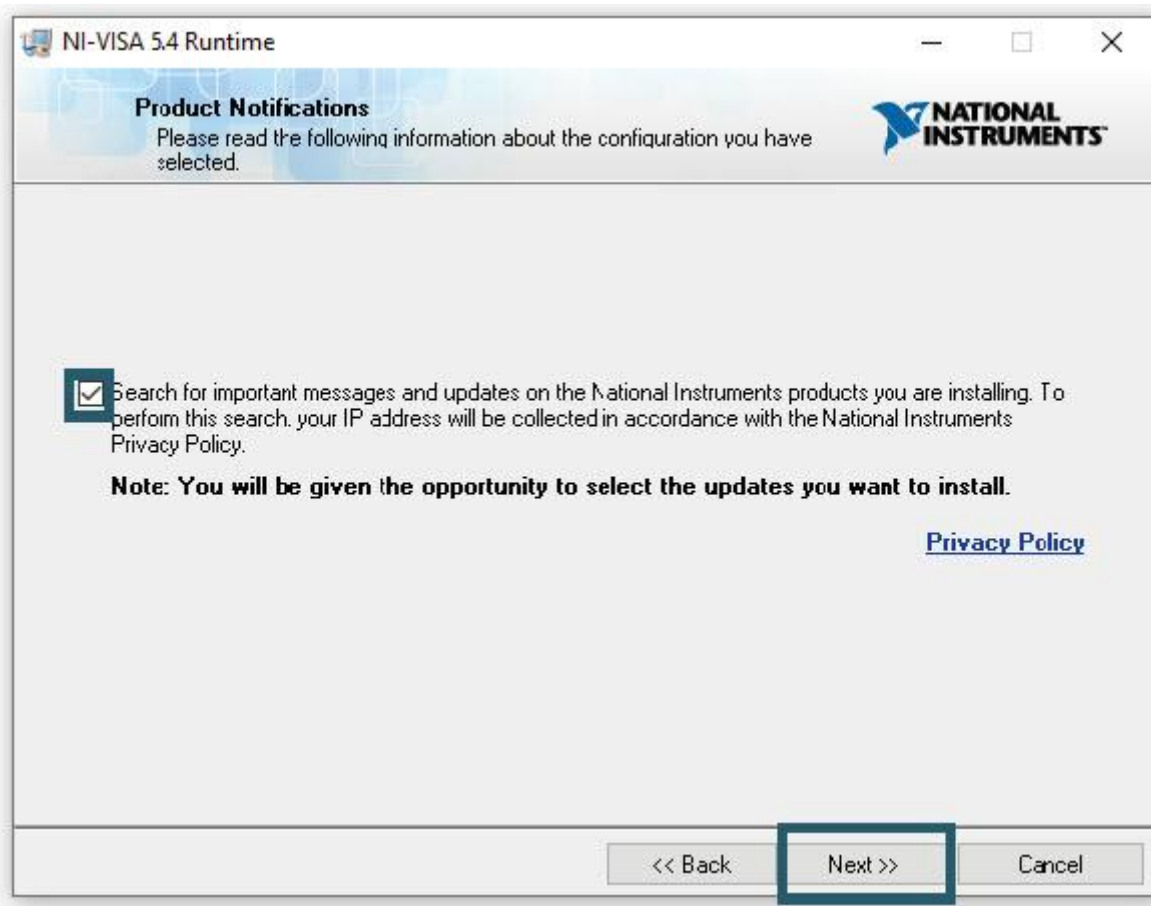 NI-VISA 5.4 Runtime
Product Notifications
Please read the following information about the configuration you have
selected.
NATIONAL
INSTRUMENTS™
Search for important messages and updates on the National Instruments products you are installing. To
perform this search, your IP address will be collected in accordance with the National Instruments
Privacy Policy.
Note: You will be given the opportunity to select the updates you want to install.
Privacy Policy
<< Back
Next >>
Cancel